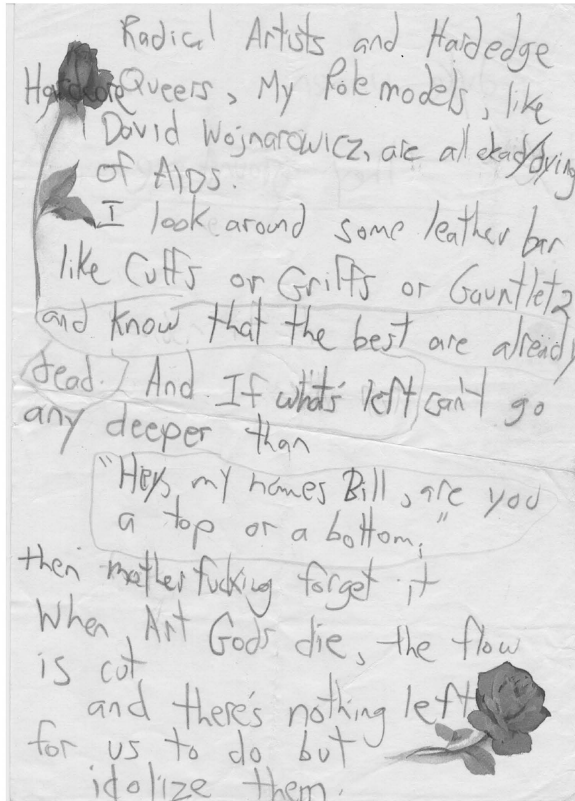 Radical Artists and Hardedge
Hardcore Queers, My Role models, like
David Wojnarowicz, are all dead/dying
of AIDS.
I look around some leather bar
like Cuffs or Griffs or Gauntlet 2
and know that the best are already
dead. And If what's left can't go
any deeper than
"Hey, my names Bill, are you
a top or a bottom,"
then motherfucking forget it
When Art Gods die, the flow
is cut
and there's nothing left
for us to do but
idolize them.